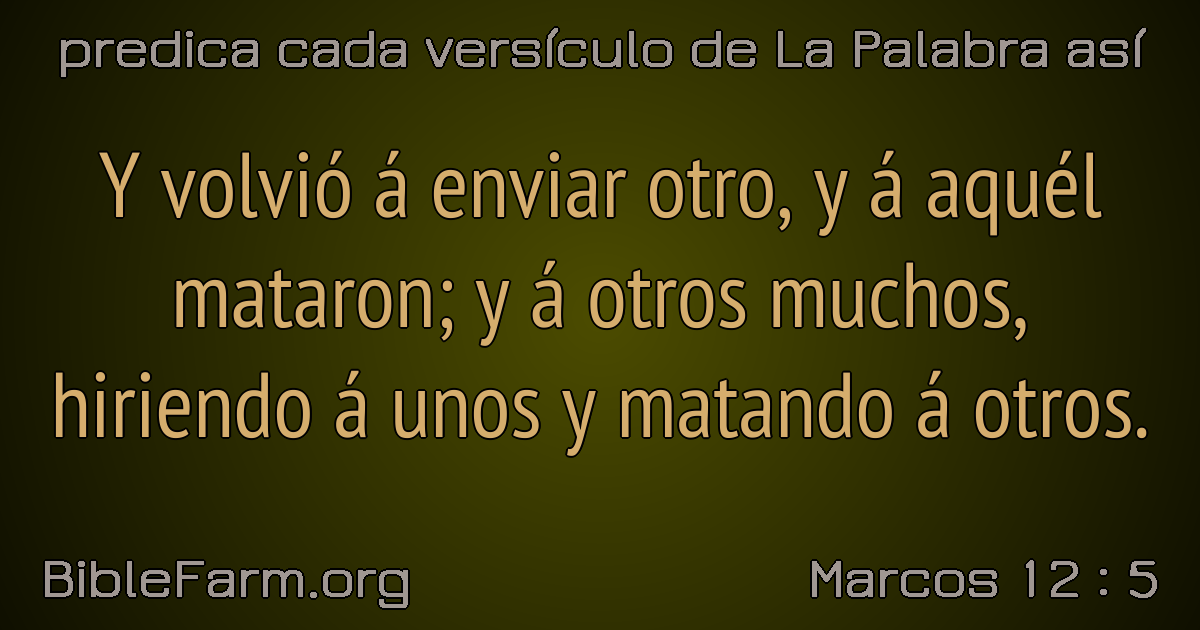 predica cada versículo de La Palabra así
Y volvió á enviar otro, y á aquél
mataron; y á otros muchos,
hiriendo á unos y matando á otros.
BibleFarm.org
Marcos 12 : 5